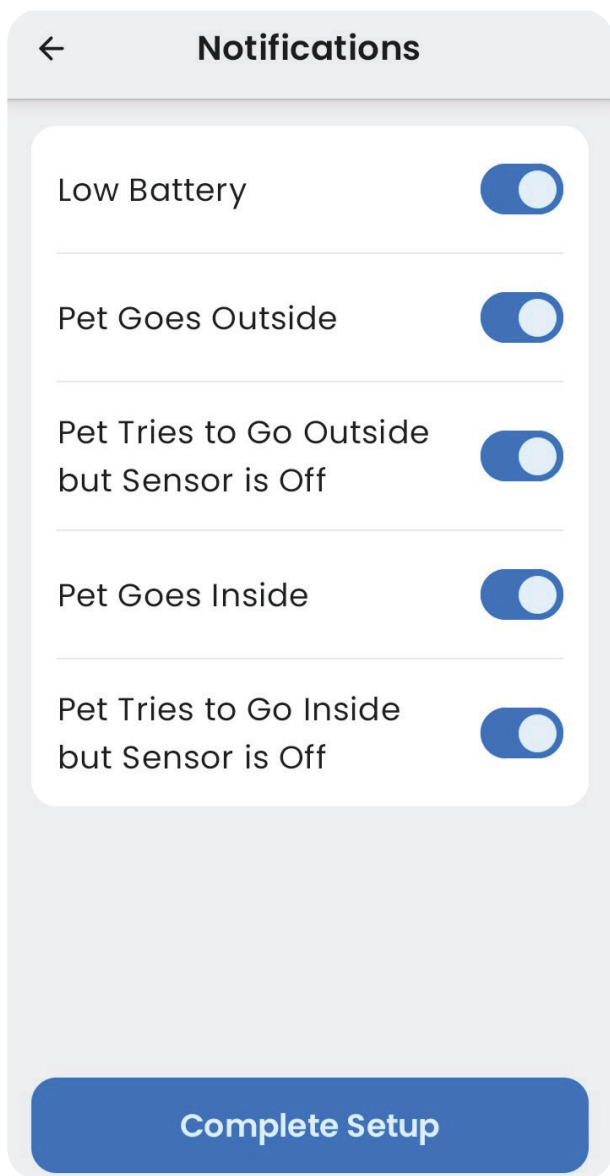 Notifications
Low Battery
Pet Goes Outside
Pet Tries to Go Outside
but Sensor is Off
Pet Goes Inside
Pet Tries to Go Inside
but Sensor is Off
Complete Setup